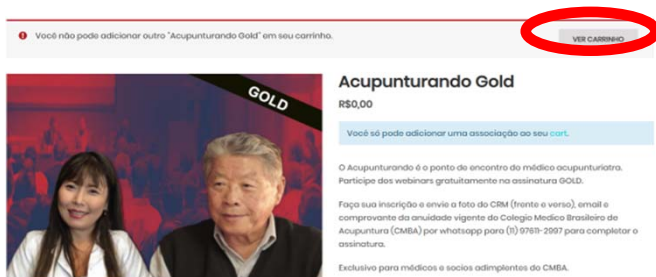 Você não pode adicionar outro "Acupunturando Gold" em seu carrinho.
VER CARRINHO
GOLD
Acupunturando Gold
R$0,00
Você só pode adicionar uma associação ao seu cart.
O Acupunturando é o ponto de encontro do médico acupunturiatra.
Participe dos webinars gratuitamente na assinatura GOLD.
Faça sua inscrição e envie a foto do CRM (frente e verso), email e
comprovante da anuidade vigente do Colegio Medico Brasileiro de
Acupuntura (CMBA) por whatsapp para (11) 97611-2997 para completar a
assinatura.
Exclusivo para médicos e socios adimplentes do CMBA.